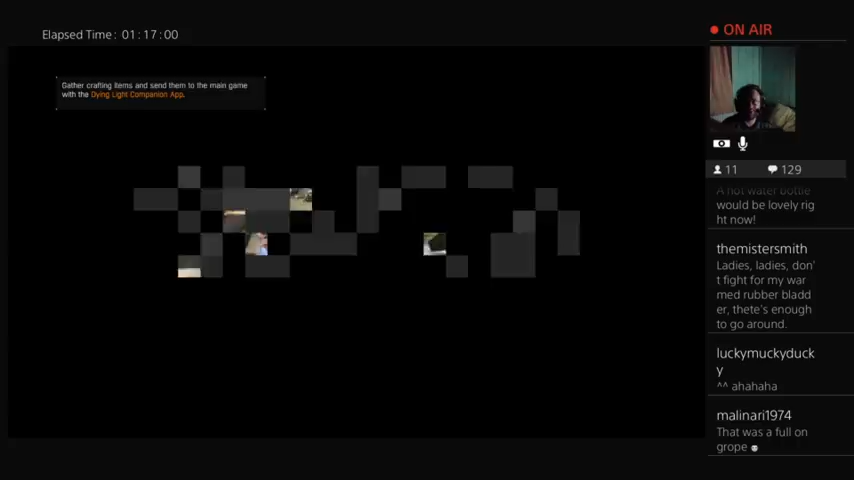 Elapsed Time : 01:17:00
ON AIR
Gather crafting items and send them to the main game
with the Dying Light Companion App.
11 129
A hot water bottle
would be lovely rig
ht now!
themistersmith
Ladies, ladies, don'
t fight for my war
med rubber bladd
er, thete's enough
to go around.
luckymuckyduck
y
^^ ahahaha
malinari1974
That was a full on
grope